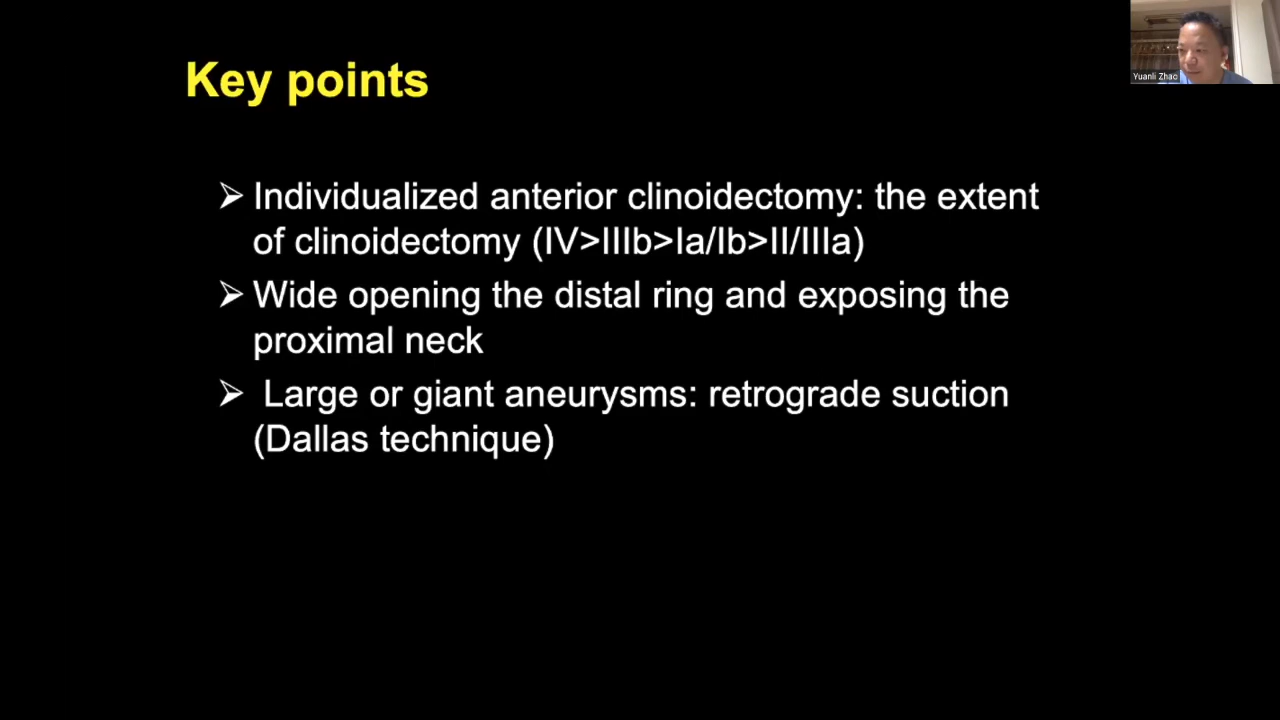 Yuanli Zhao
Key points
➢ Individualized anterior clinoidectomy: the extent
of clinoidectomy (IV>IIIb>Ia/Ib>II/IIIa)
➢ Wide opening the distal ring and exposing the
proximal neck
➢ Large or giant aneurysms: retrograde suction
(Dallas technique)